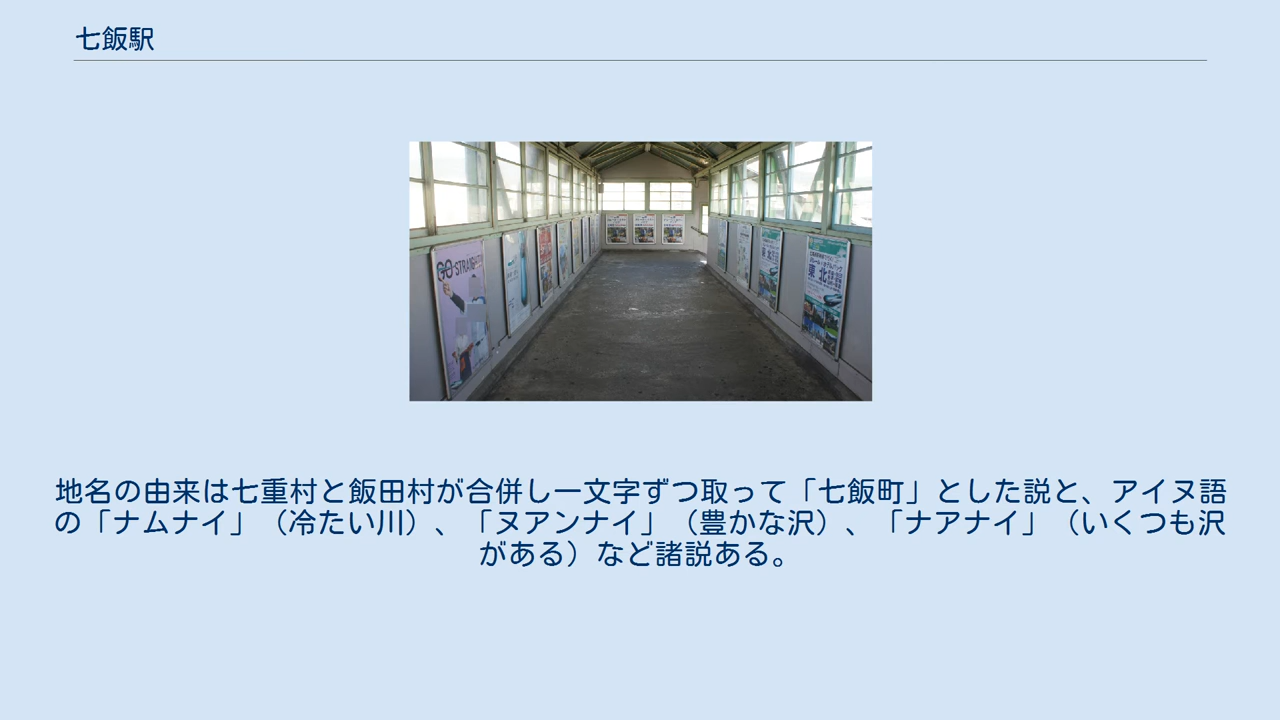 七飯駅
GO STRAIGHT
東北
地名の由来は七重村と飯田村が合併し一文字ずつ取って「七飯町」とした説と、アイヌ語
の「ナムナイ」（冷たい川）、「ヌアンナイ」（豊かな沢）、「ナアナイ」（いくつも沢
がある）など諸説ある。